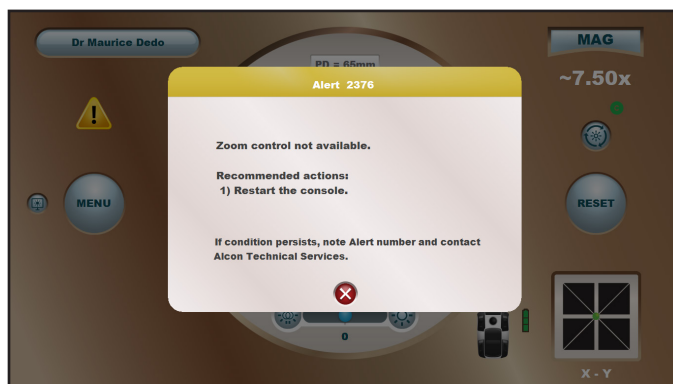 Dr Maurice Dedo
MAG
PD = 65mm
~7.50x
Alert 2376
Zoom control not available.
Recommended actions:
1) Restart the console.
MENU
RESET
If condition persists, note Alert number and contact
Alcon Technical Services.
0
X - Y